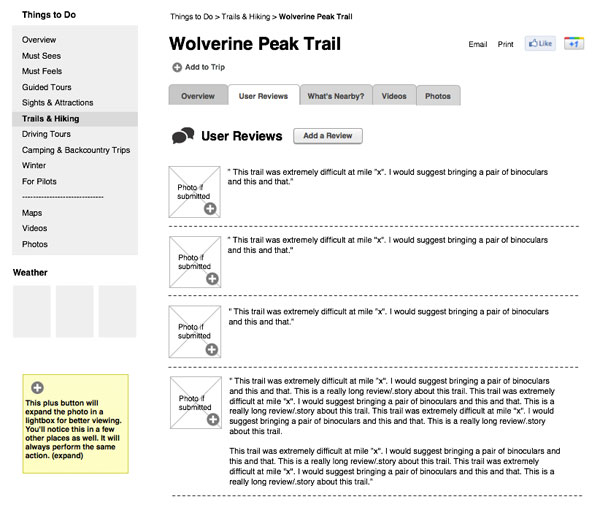 Things to Do
Overview
Must Sees
Must Feels
Guided Tours
Sights & Attractions
Trails & Hiking
Driving Tours
Camping & Backcountry Trips
Winter
For Pilots
------------------------------
Maps
Videos
Photos
Weather
This plus button will
expand the photo in a
lightbox for better viewing.
You'll notice this in a few
other places as well. It will
always perform the same
action. (expand)
Things to Do > Trails & Hiking > Wolverine Peak Trail
Wolverine Peak Trail
Email Print Like +1
Add to Trip
Overview User Reviews What's Nearby? Videos Photos
User Reviews Add a Review
Photo if
submitted
" This trail was extremely difficult at mile "x". I would suggest bringing a pair of binoculars
and this and that."
Photo if
submitted
" This trail was extremely difficult at mile "x". I would suggest bringing a pair of binoculars
and this and that."
Photo if
submitted
" This trail was extremely difficult at mile "x". I would suggest bringing a pair of binoculars
and this and that."
Photo if
submitted
" This trail was extremely difficult at mile "x". I would suggest bringing a pair of binoculars
and this and that. This is a really long review/.story about this trail. This trail was extremely
difficult at mile "x". I would suggest bringing a pair of binoculars and this and that. This is a
really long review/.story about this trail. This trail was extremely difficult at mile "x". I would
suggest bringing a pair of binoculars and this and that. This is a really long review/.story
about this trail.
This trail was extremely difficult at mile "x". I would suggest bringing a pair of binoculars and
this and that. This is a really long review/.story about this trail. This trail was extremely
difficult at mile "x". I would suggest bringing a pair of binoculars and this and that. This is a
really long review/.story about this trail."